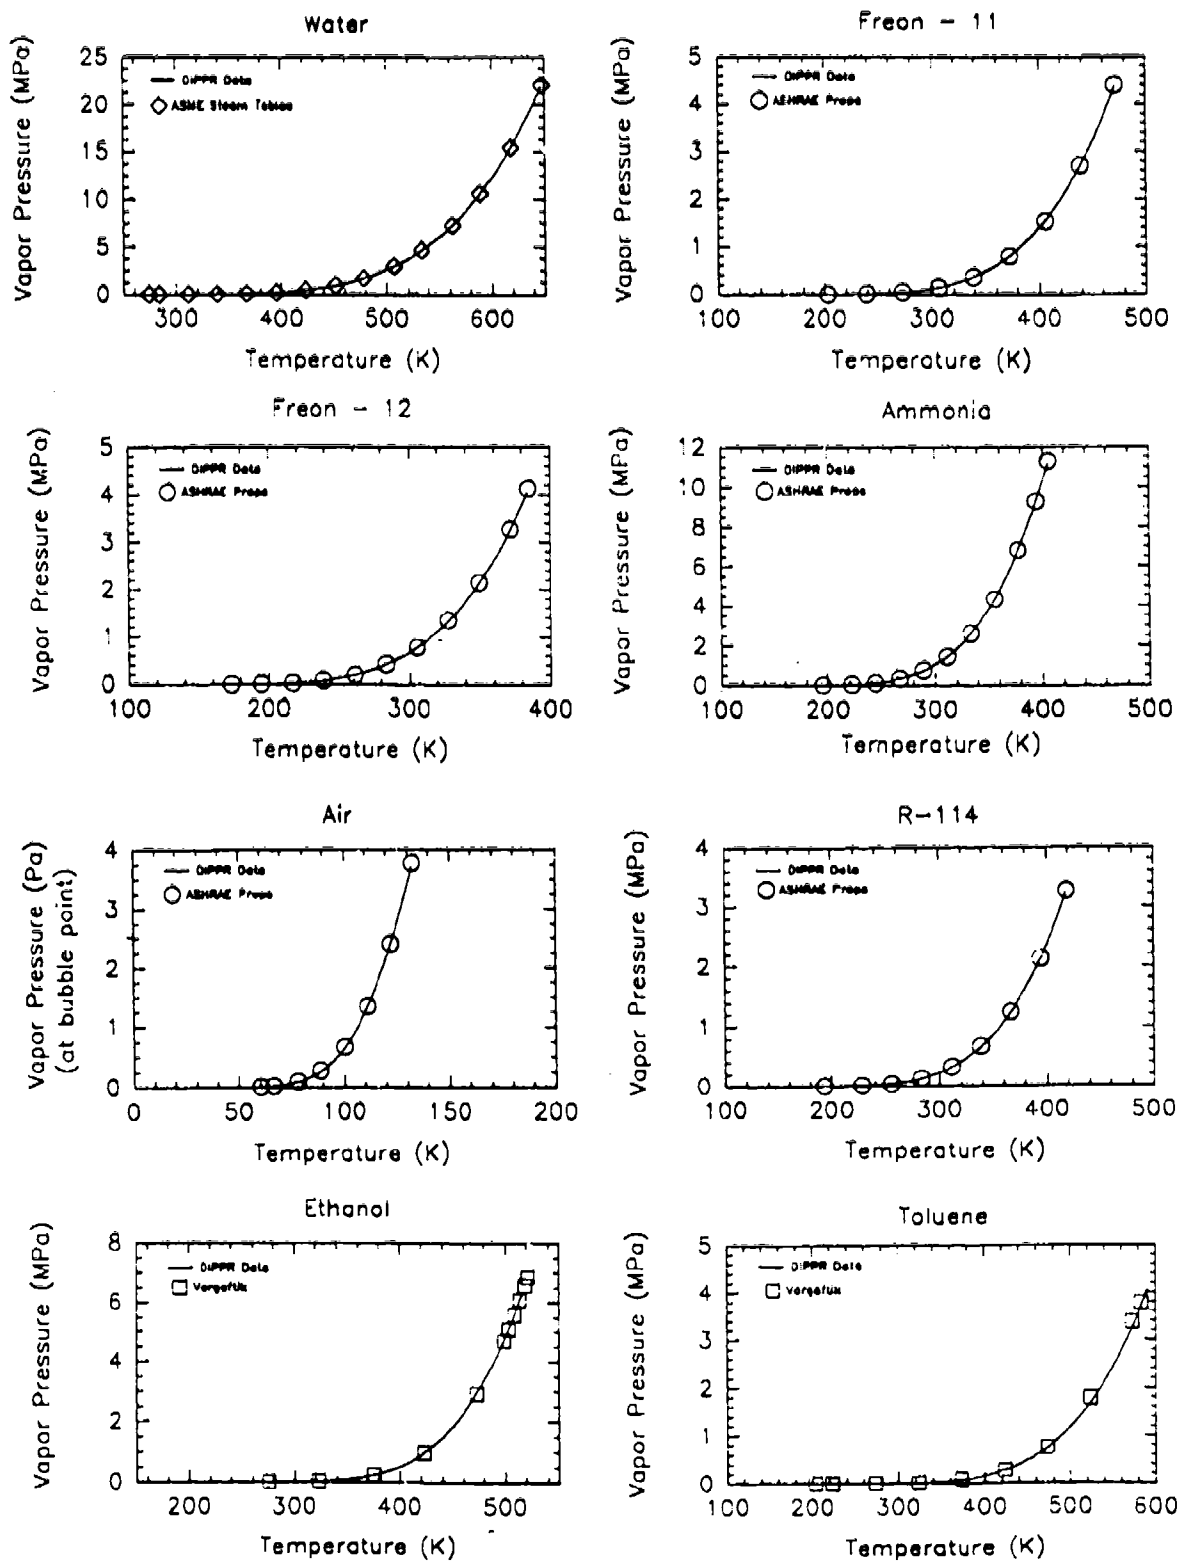 Water
Vapor Pressure (MPa)
25
20
15
10
5
0
DIPPR Data
ASME Steam Tables
300 400 500 600
Temperature (K)
Freon - 11
Vapor Pressure (MPa)
5
4
3
2
1
0
DIPPR Data
ASHRAE Props
100 200 300 400 500
Temperature (K)
Freon - 12
Vapor Pressure (MPa)
5
4
3
2
1
0
DIPPR Data
ASHRAE Props
100 200 300 400
Temperature (K)
Ammonia
Vapor Pressure (MPa)
12
10
8
6
4
2
0
DIPPR Data
ASHRAE Props
100 200 300 400 500
Temperature (K)
Air
Vapor Pressure (Pa)
(at bubble point)
4
3
2
1
0
DIPPR Data
ASHRAE Props
0 50 100 150 200
Temperature (K)
R-114
Vapor Pressure (MPa)
4
3
2
1
0
DIPPR Data
ASHRAE Props
100 200 300 400 500
Temperature (K)
Ethanol
Vapor Pressure (MPa)
8
6
4
2
0
DIPPR Data
Vargaftik
200 300 400 500
Temperature (K)
Toluene
Vapor Pressure (MPa)
5
4
3
2
1
0
DIPPR Data
Vargaftik
100 200 300 400 500 600
Temperature (K)